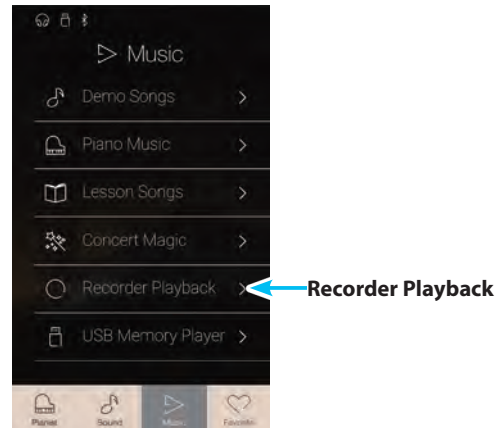 Music
Demo Songs
Piano Music
Lesson Songs
Concert Magic
Recorder Playback
Recorder Playback
USB Memory Player
Pianist
Sound
Music
Favorite